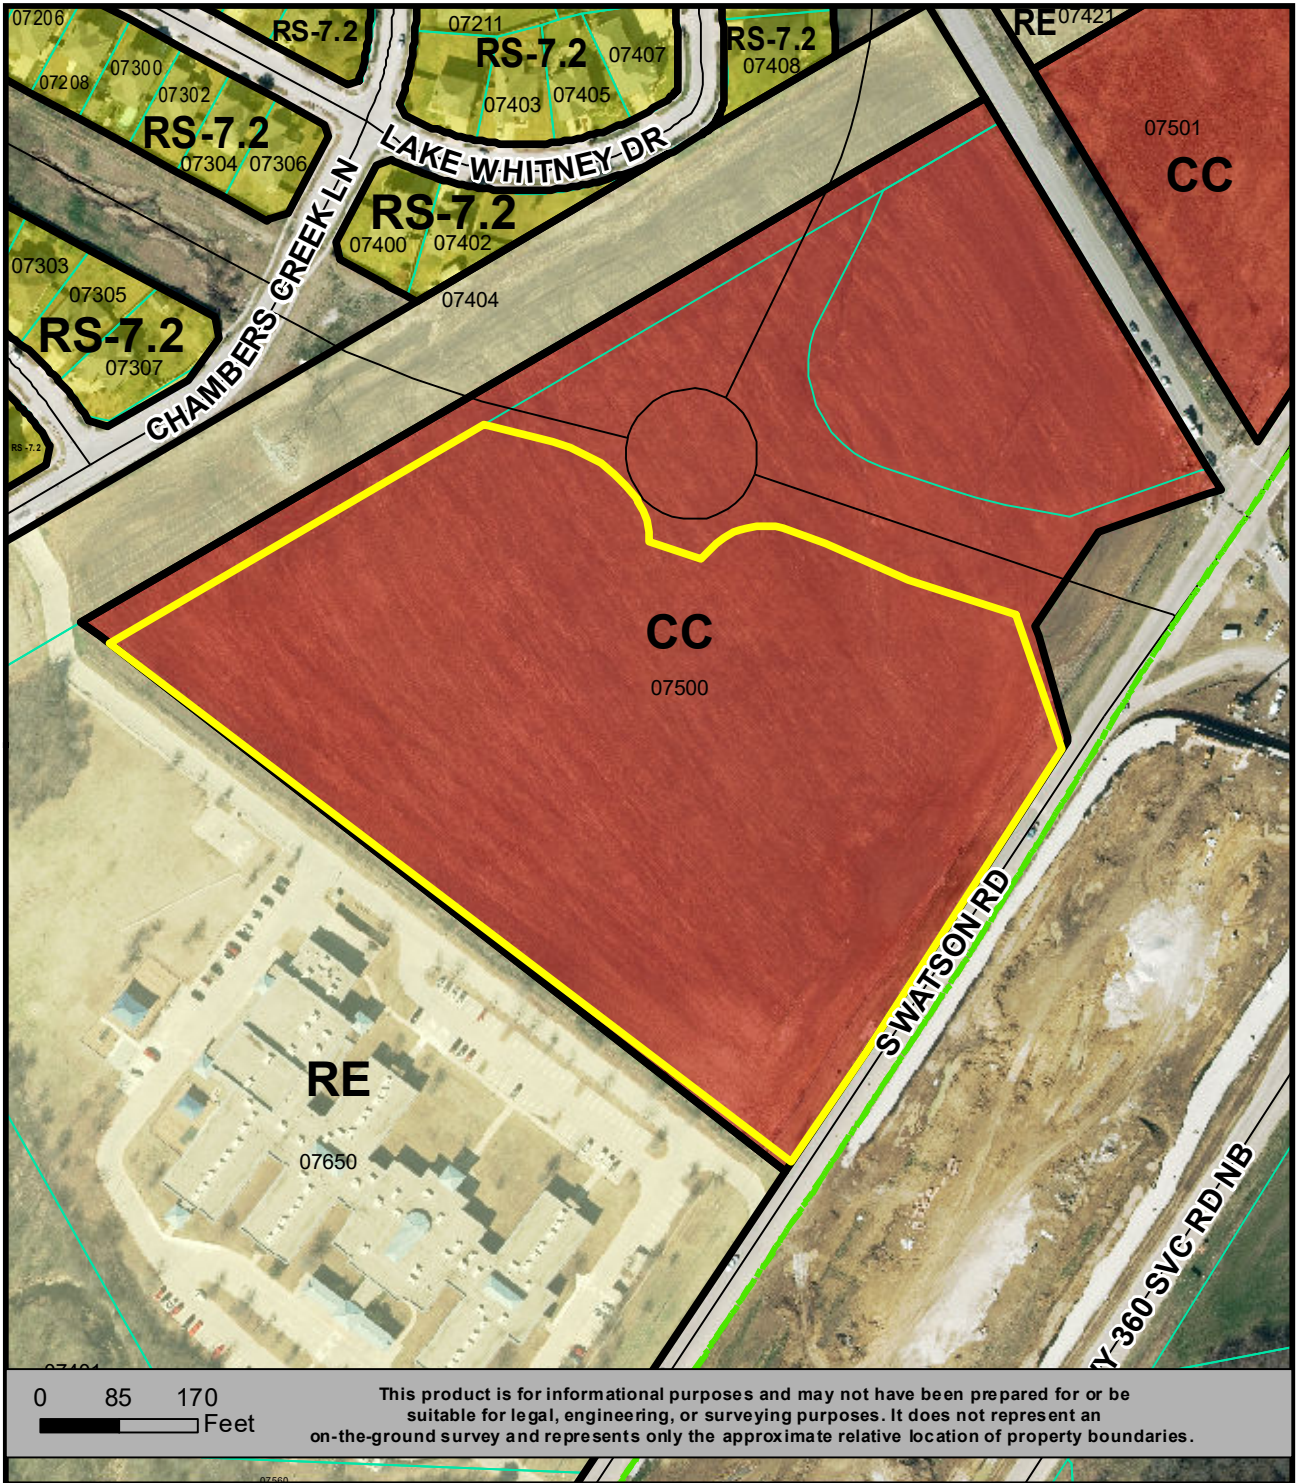 07206
RS-7.2
07211
RS-7.2
07407
RS-7.2
07408
RE
07421
07208
07300
07302
07403
07405
RS-7.2
07304
07306
LAKE WHITNEY DR
07501
CC
RS-7.2
07400
07402
07404
CHAMBERS CREEK LN
07303
07305
RS-7.2
07307
RS-7.2
CC
07500
S WATSON RD
RE
07650
360 SVC RD NB
0 85 170
Feet
This product is for informational purposes and may not have been prepared for or be
suitable for legal, engineering, or surveying purposes. It does not represent an
on-the-ground survey and represents only the approximate relative location of property boundaries.